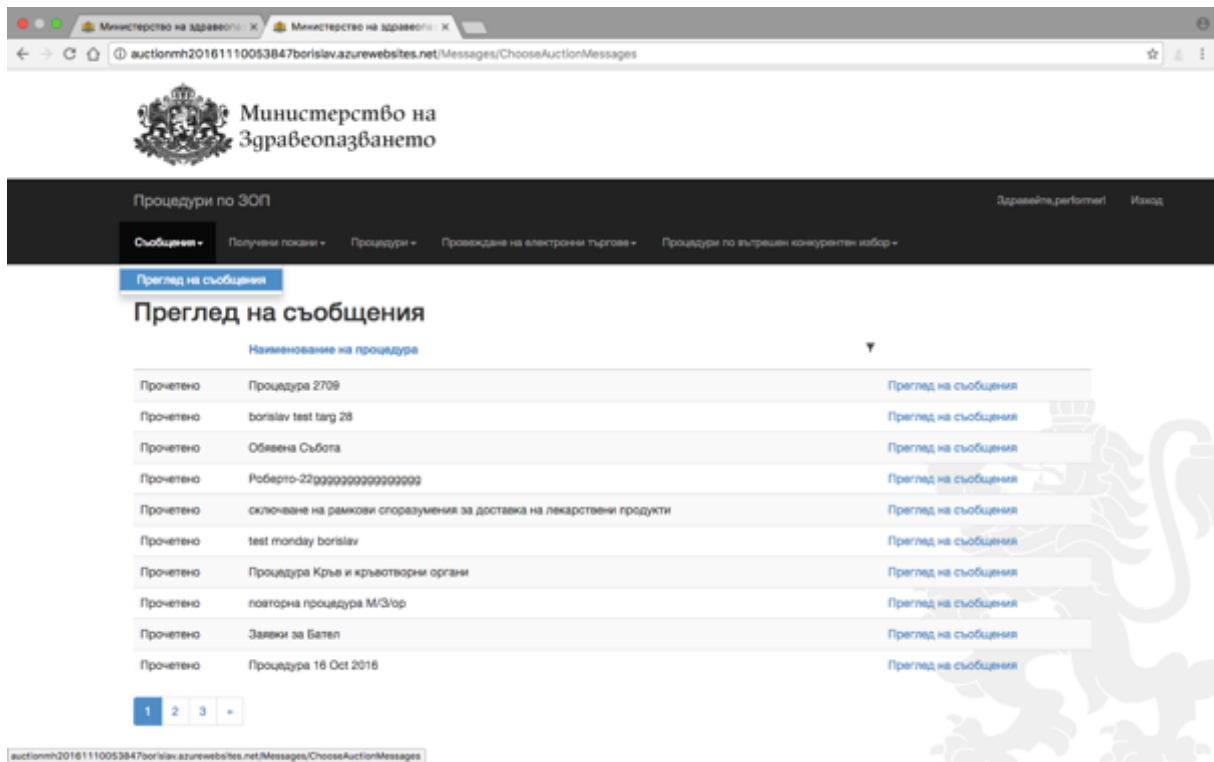 Министерство на здравеопа
Министерство на здравеопа
auctionmh20161110053847borislav.azurewebsites.net/Messages/ChooseAuctionMessages
Министерство на
Здравеопазването
Процедури по ЗОП
Здравейте,performer!
Изход
Съобщения
Получени покани
Процедури
Провеждане на електронни търгове
Процедури по вътрешен конкурентен избор
Преглед на съобщения
Преглед на съобщения
Наименование на процедура
Прочетено Процедура 2709 Преглед на съобщения
Прочетено borislav test targ 28 Преглед на съобщения
Прочетено Обявена Събота Преглед на съобщения
Прочетено Преглед на съобщения
Прочетено сключване на рамкови споразумения за доставка на лекарствени продукти Преглед на съобщения
Прочетено test monday borislav Преглед на съобщения
Прочетено Процедура Кръв и кръвотворни органи Преглед на съобщения
Прочетено повторна процедура М/З/ор Преглед на съобщения
Прочетено Заявки за Бател Преглед на съобщения
Прочетено Процедура 16 Oct 2016 Преглед на съобщения
1 2 3 »
auctionmh20161110053847borislav.azurewebsites.net/Messages/ChooseAuctionMessages